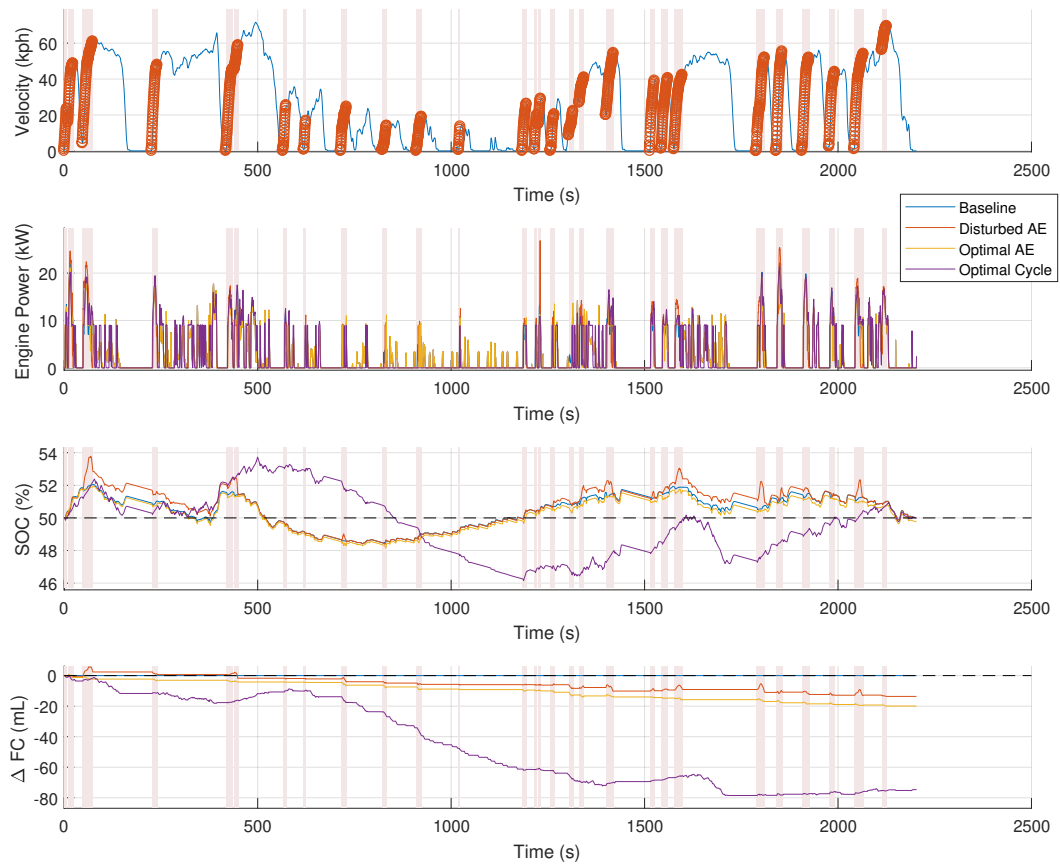 60
40
20
0
Velocity (kph)
0 500 1000 1500 2000 2500
Time (s)
Baseline
Disturbed AE
Optimal AE
Optimal Cycle
20
10
0
Engine Power (kW)
0 500 1000 1500 2000 2500
Time (s)
54
52
50
48
46
SOC (%)
0 500 1000 1500 2000 2500
Time (s)
0
-20
-40
-60
-80
Δ FC (mL)
0 500 1000 1500 2000 2500
Time (s)